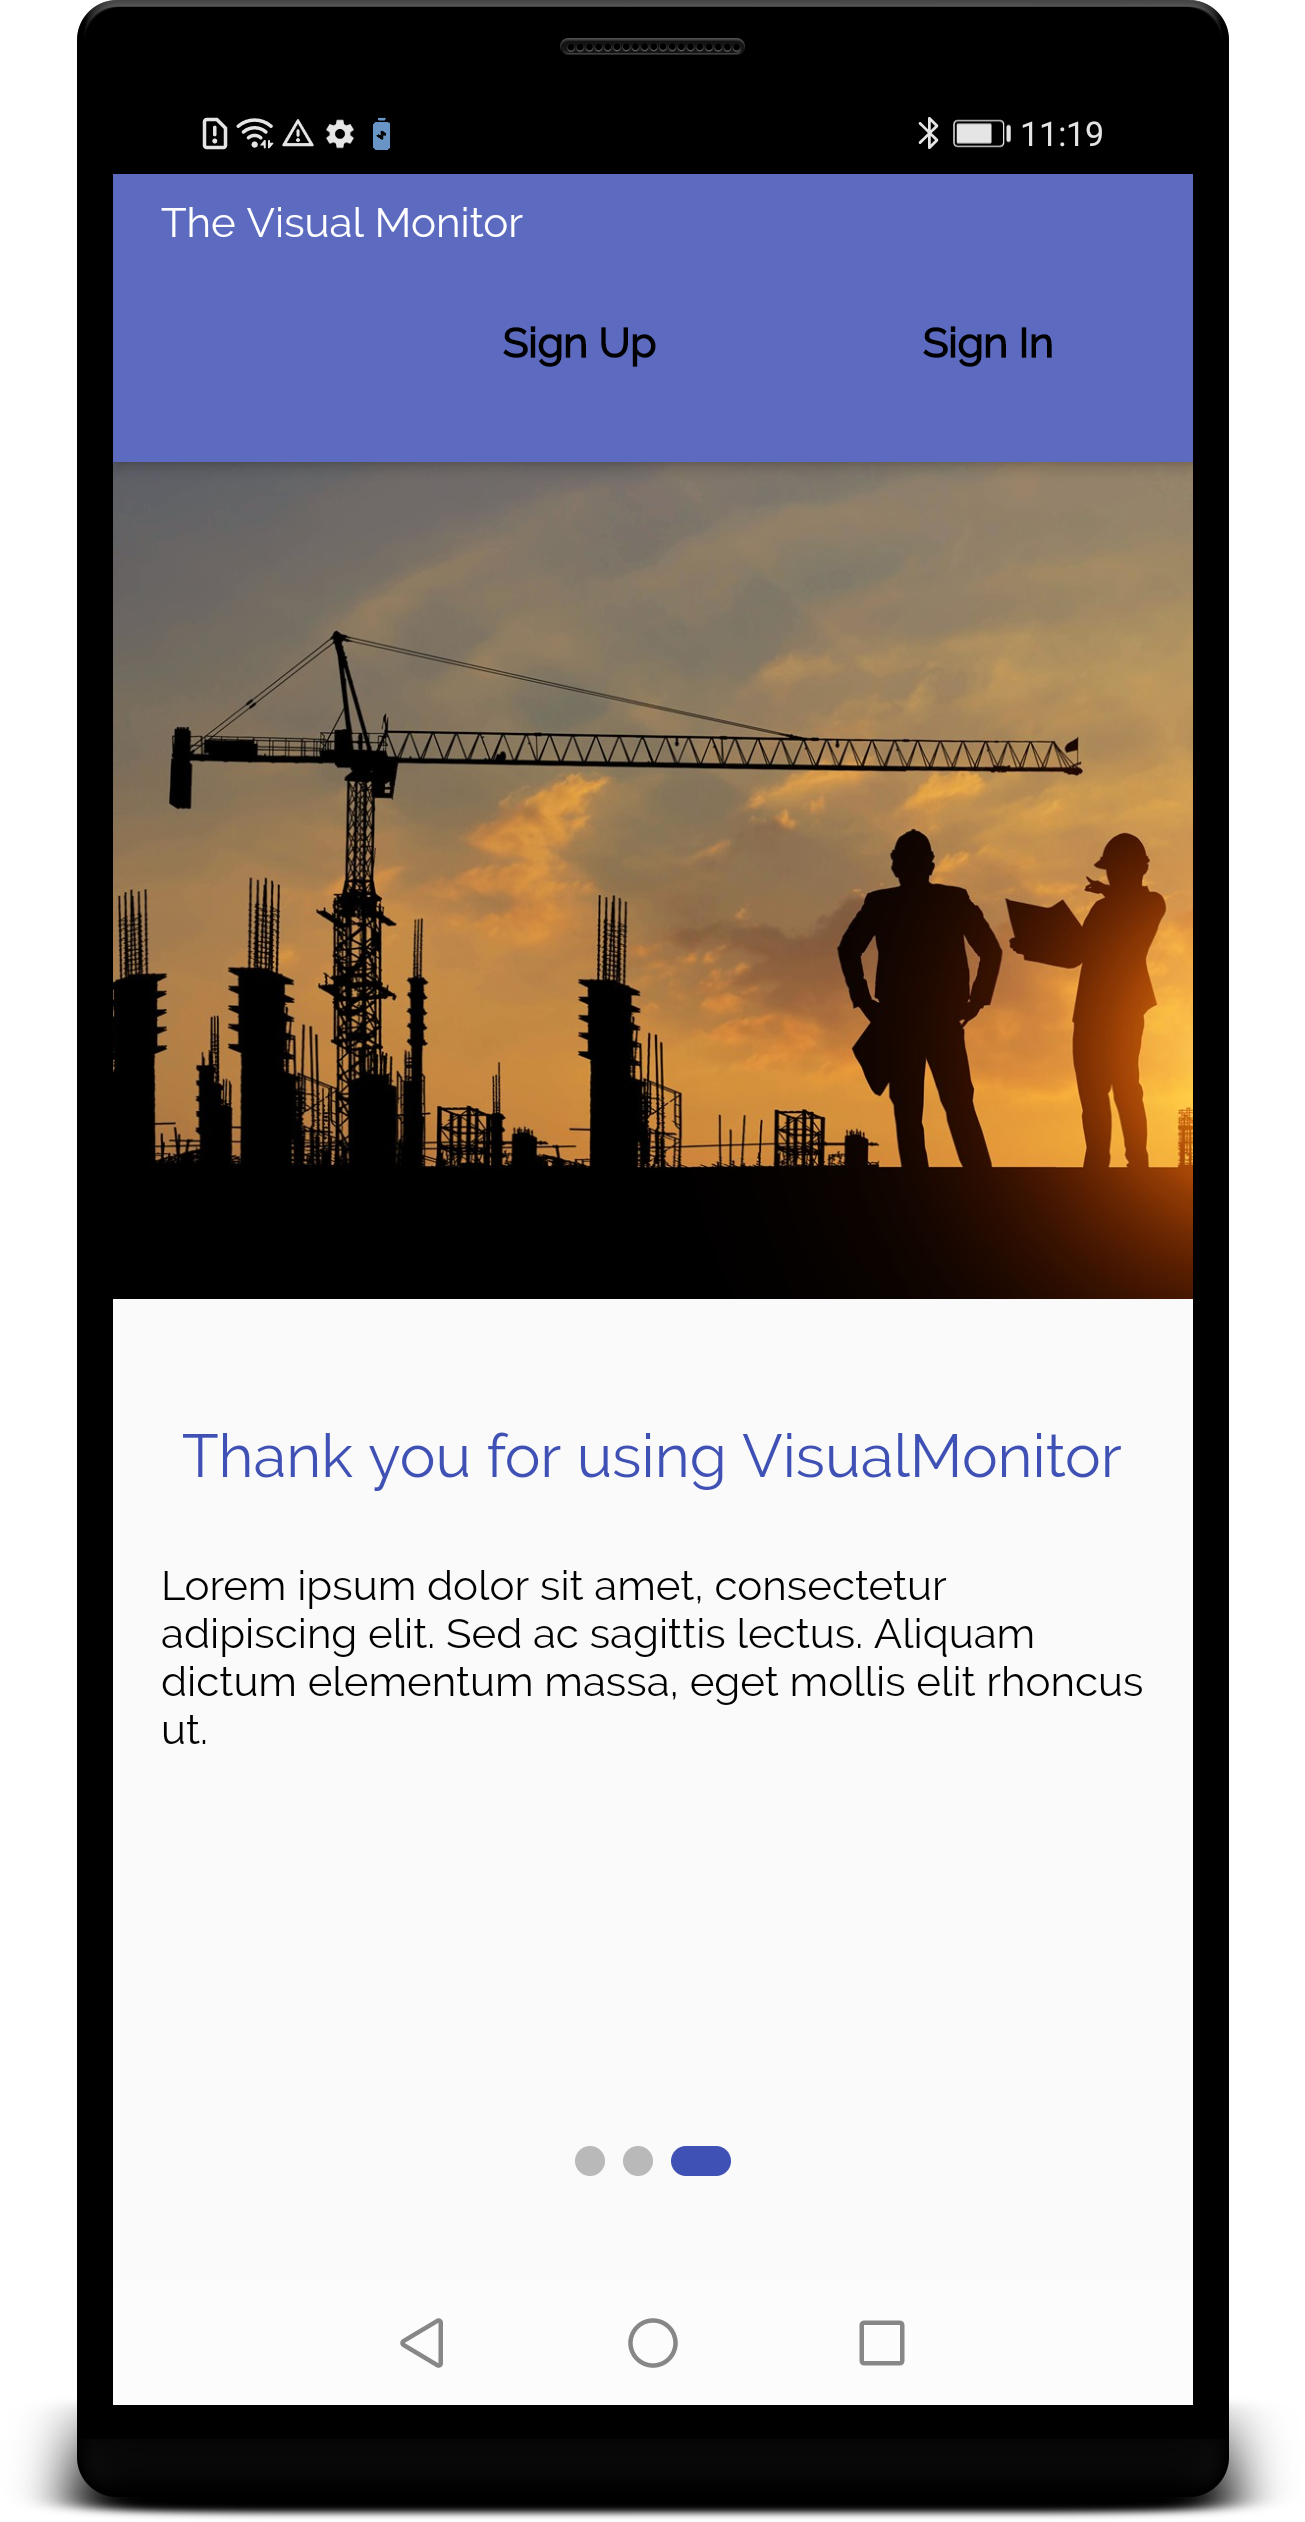 11:19
The Visual Monitor
Sign Up
Sign In
Thank you for using VisualMonitor
Lorem ipsum dolor sit amet, consectetur
adipiscing elit. Sed ac sagittis lectus. Aliquam
dictum elementum massa, eget mollis elit rhoncus
ut.